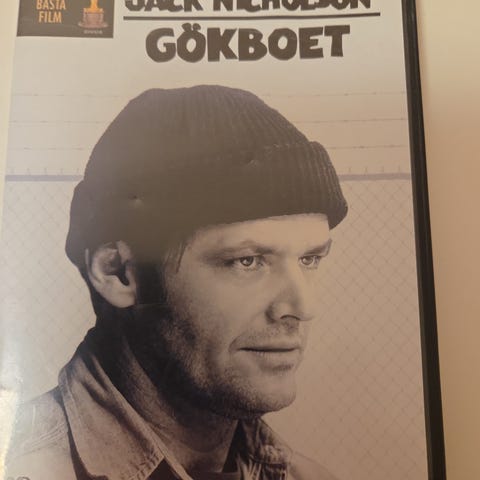 BÄSTA
FILM
JACK NICHOLSON
GÖKBOET